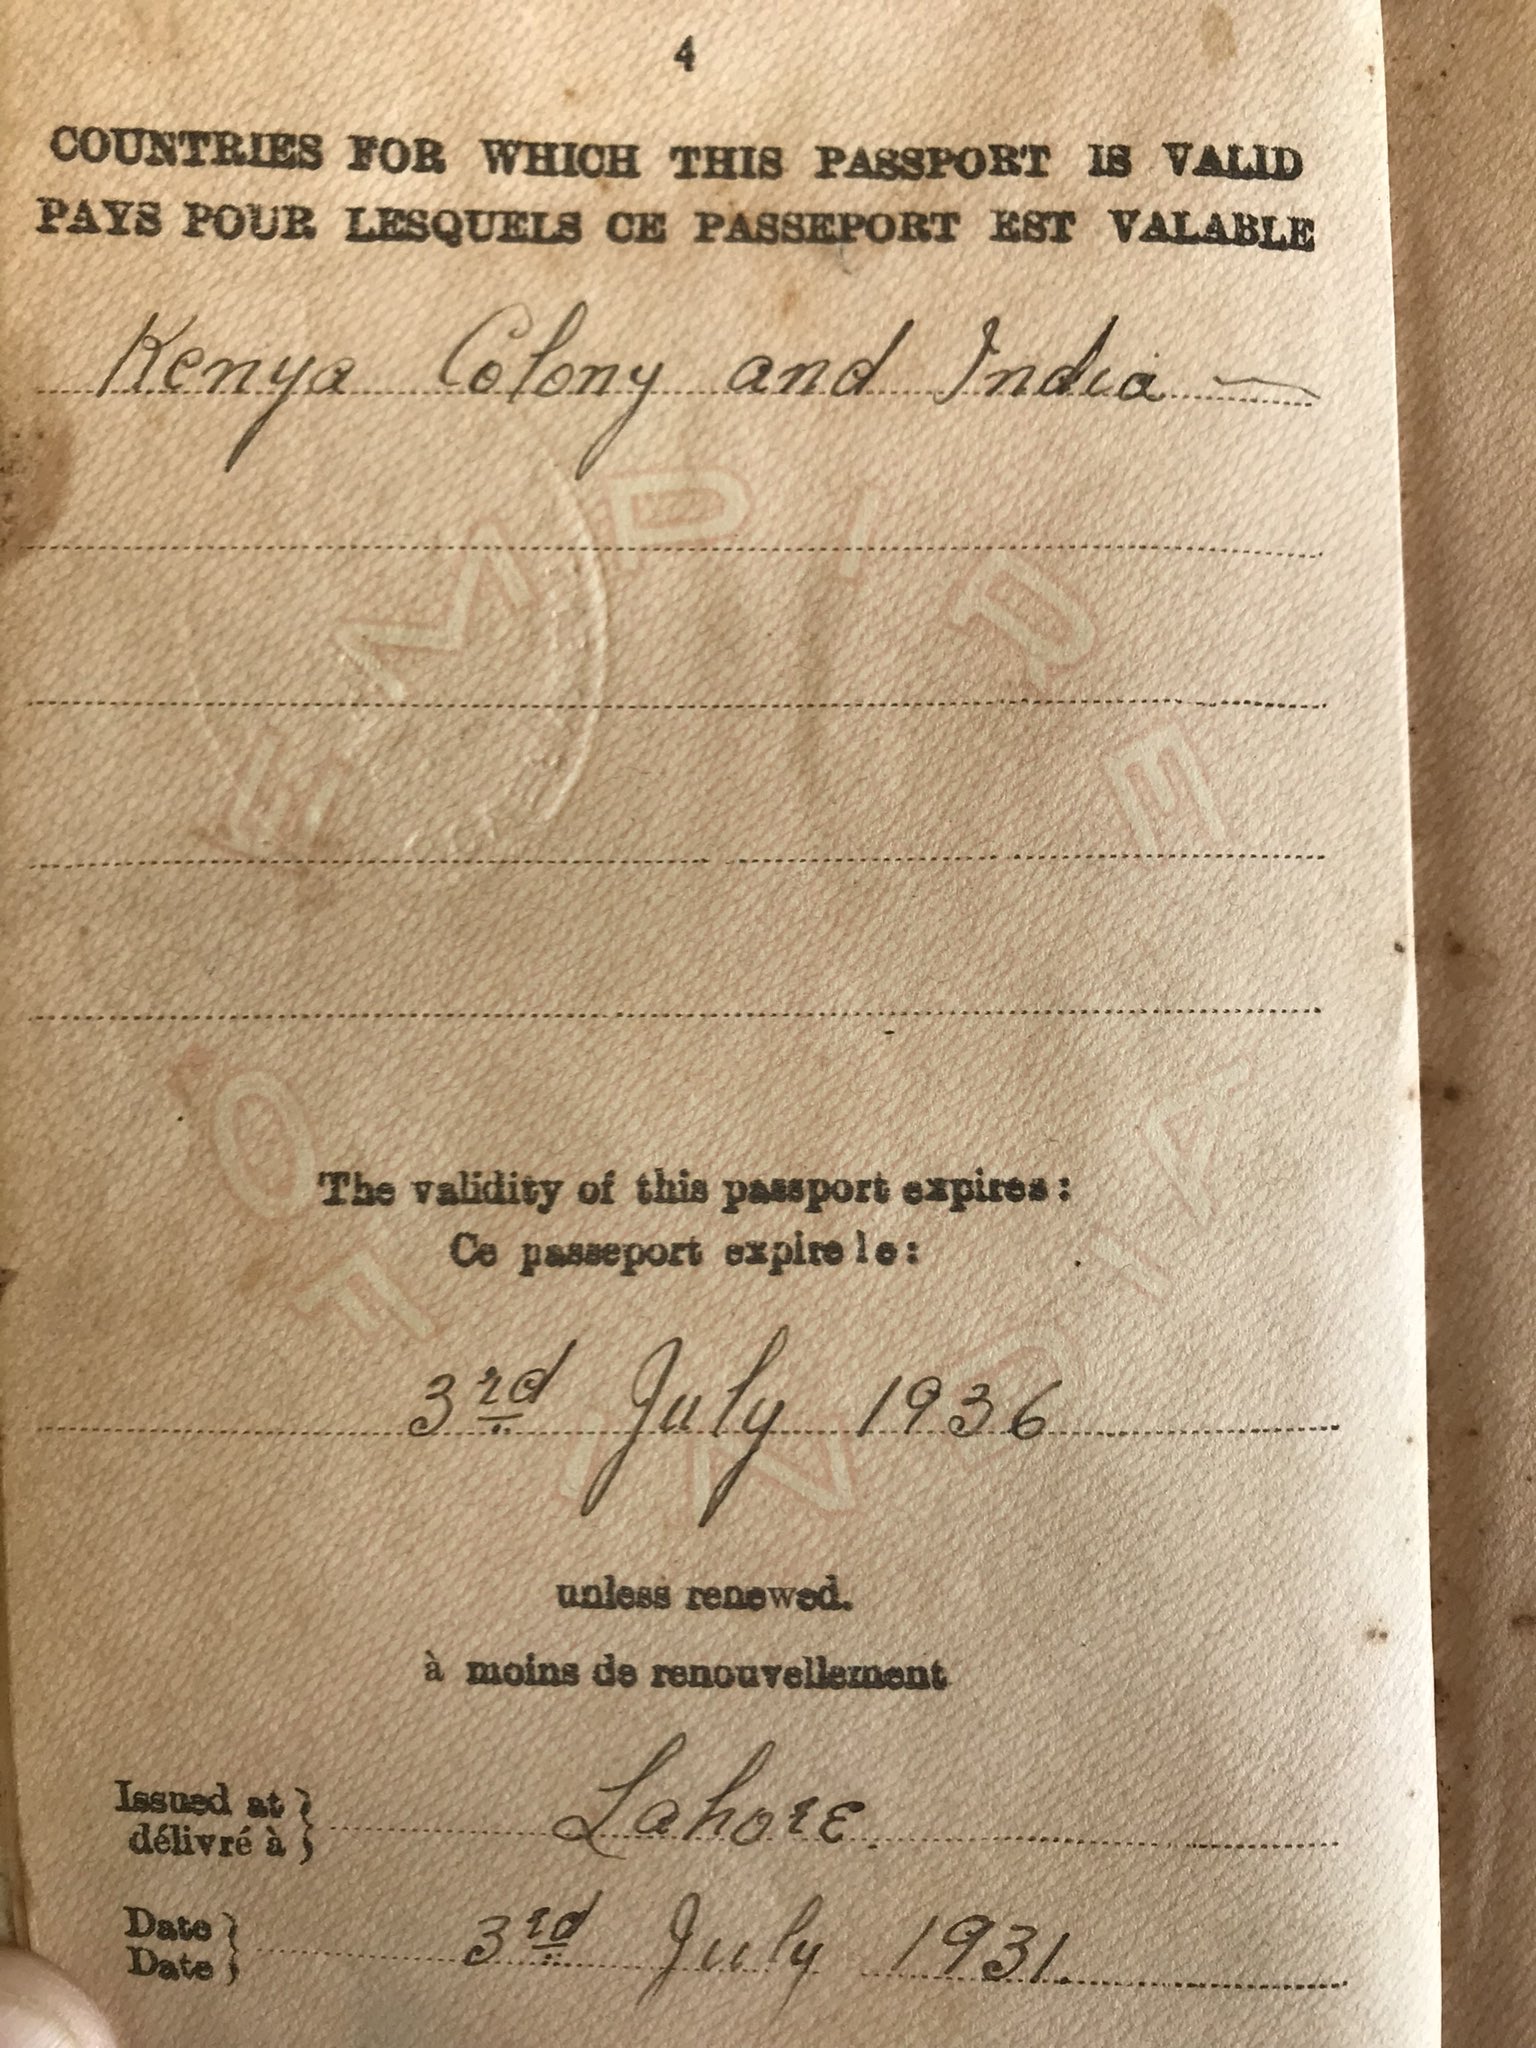 4
COUNTRIES FOR WHICH THIS PASSPORT IS VALID
PAYS POUR LESQUELS CE PASSEPORT EST VALABLE
Kenya Colony and India
EMPIRE
OF INDIA
The validity of this passport expires:
Ce passeport expire le:
3rd July 1936
unless renewed.
à moins de renouvellement
Issued at } Lahore.
délivré à }
Date } 3rd July 1931.
Date }